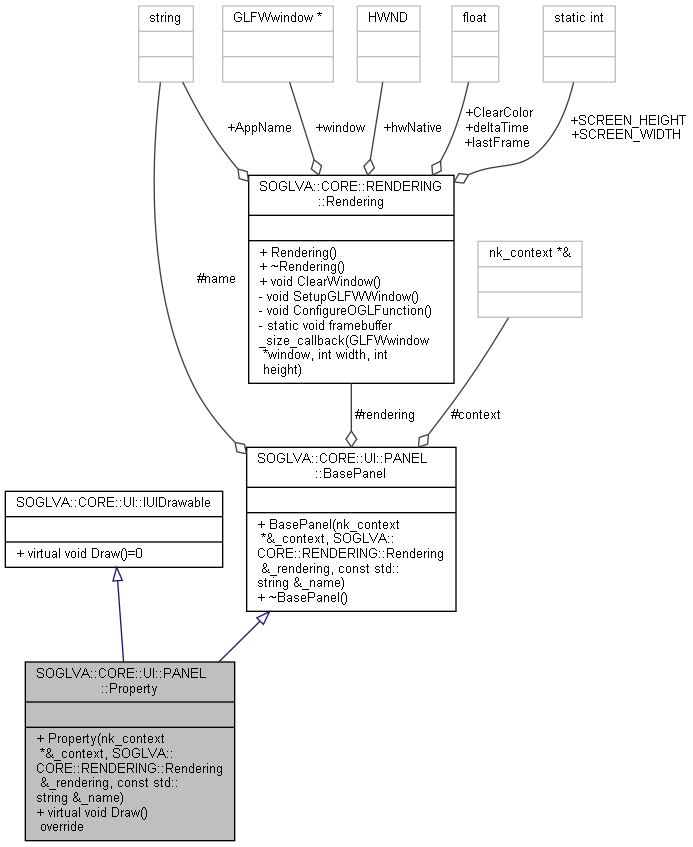 string
GLFWwindow *
HWND
float
static int
+AppName
+window
+hwNative
+ClearColor
+deltaTime
+lastFrame
+SCREEN_HEIGHT
+SCREEN_WIDTH
SOGLVA::CORE::RENDERING
::Rendering
+ Rendering()
+ ~Rendering()
+ void ClearWindow()
- void SetupGLFWWindow()
- void ConfigureOGLFunction()
- static void framebuffer
_size_callback(GLFWwindow
*window, int width, int
height)
nk_context *&
#name
#rendering
#context
SOGLVA::CORE::UI::PANEL
::BasePanel
+ BasePanel(nk_context
*&_context, SOGLVA::
CORE::RENDERING::Rendering
&_rendering, const std::
string &_name)
+ ~BasePanel()
SOGLVA::CORE::UI::IUIDrawable
+ virtual void Draw()=0
SOGLVA::CORE::UI::PANEL
::Property
+ Property(nk_context
*&_context, SOGLVA::
CORE::RENDERING::Rendering
&_rendering, const std::
string &_name)
+ virtual void Draw()
override